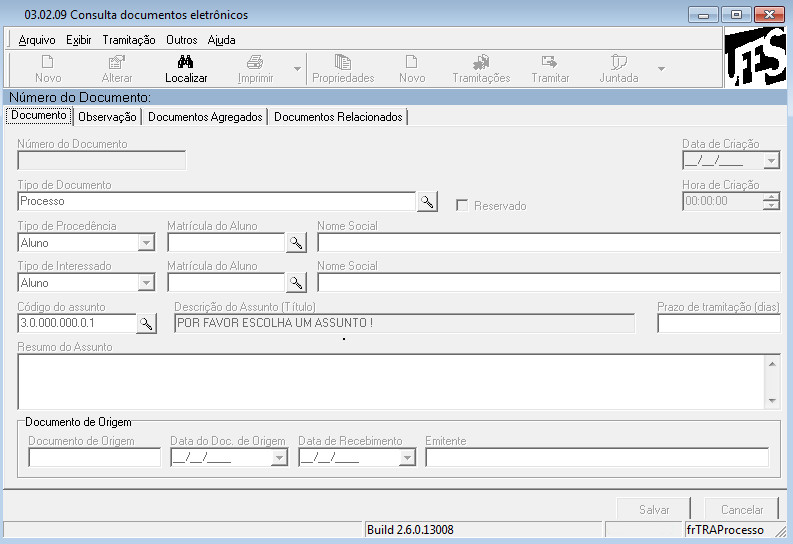 03.02.09 Consulta documentos eletrônicos
Arquivo Exibir Tramitação Outros Ajuda
Novo Alterar Localizar Imprimir Propriedades Novo Tramitações Tramitar Juntada
UFES
Número do Documento:
Documento Observação Documentos Agregados Documentos Relacionados
Número do Documento Data de Criação
__/__/____
Tipo de Documento Hora de Criação
Processo Reservado 00:00:00
Tipo de Procedência Matrícula do Aluno Nome Social
Aluno
Tipo de Interessado Matrícula do Aluno Nome Social
Aluno
Código do assunto Descrição do Assunto (Título) Prazo de tramitação (dias)
3.0.000.000.0.1 POR FAVOR ESCOLHA UM ASSUNTO !
Resumo do Assunto
Documento de Origem
Documento de Origem Data do Doc. de Origem Data de Recebimento Emitente
__/__/____ __/__/____
Salvar Cancelar
Build 2.6.0.13008 frTRAProcesso